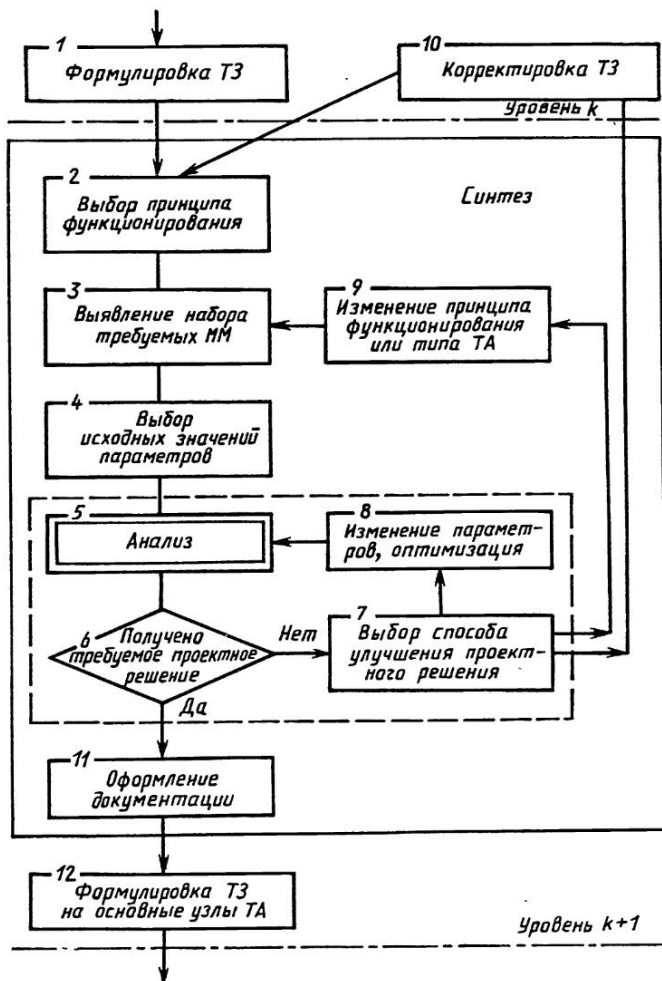 1
Формулировка ТЗ
10
Корректировка ТЗ
Уровень k
2
Выбор принципа
функционирования
Синтез
3
Выявление набора
требуемых ММ
9
Изменение принципа
функционирования
или типа ТА
4
Выбор
исходных значений
параметров
5
Анализ
8
Изменение парамет-
ров, оптимизация
6
Получено
требуемое проектное
решение
Нет
7
Выбор способа
улучшения проект-
ного решения
Да
11
Оформление
документации
12
Формулировка ТЗ
на основные узлы ТА
Уровень k+1